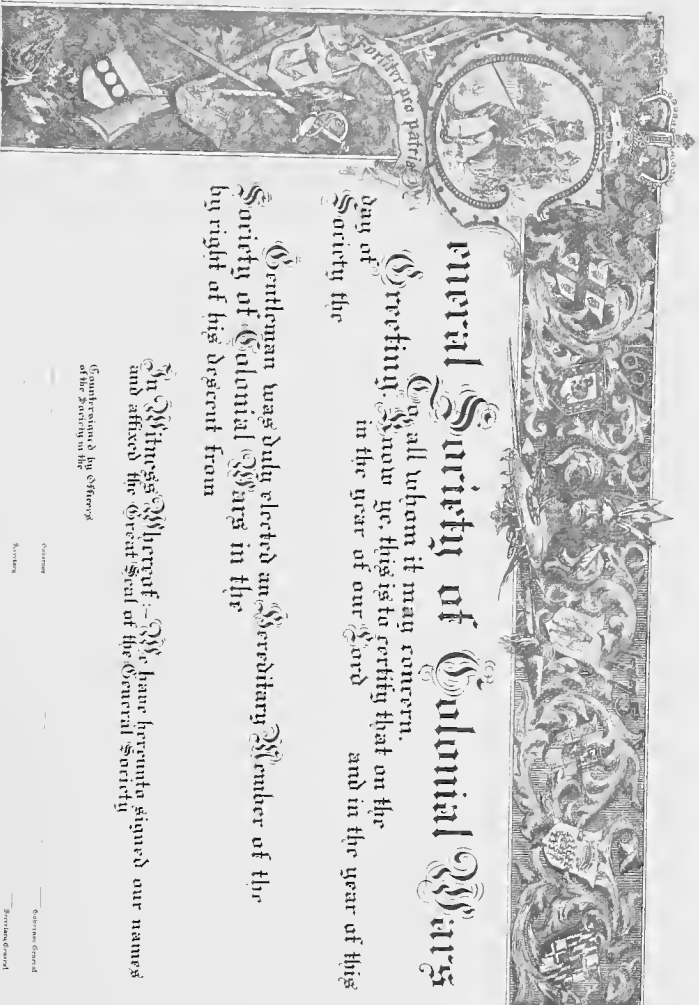 Fortiter pro patria
1607
1775
eneral Society of Colonial Wars
To all whom it may concern,
Greeting. Know ye, this is to certify that on the
day of in the year of our Lord and in the year of this
Society the
Gentleman was duly elected an Hereditary Member of the
Society of Colonial Wars in the
by right of his descent from
In Witness Whereof:—We have hereunto signed our names
and affixed the Great Seal of the General Society
Countersigned by Officers
of the Society in the
Governor
Governor General
Secretary
Secretary General